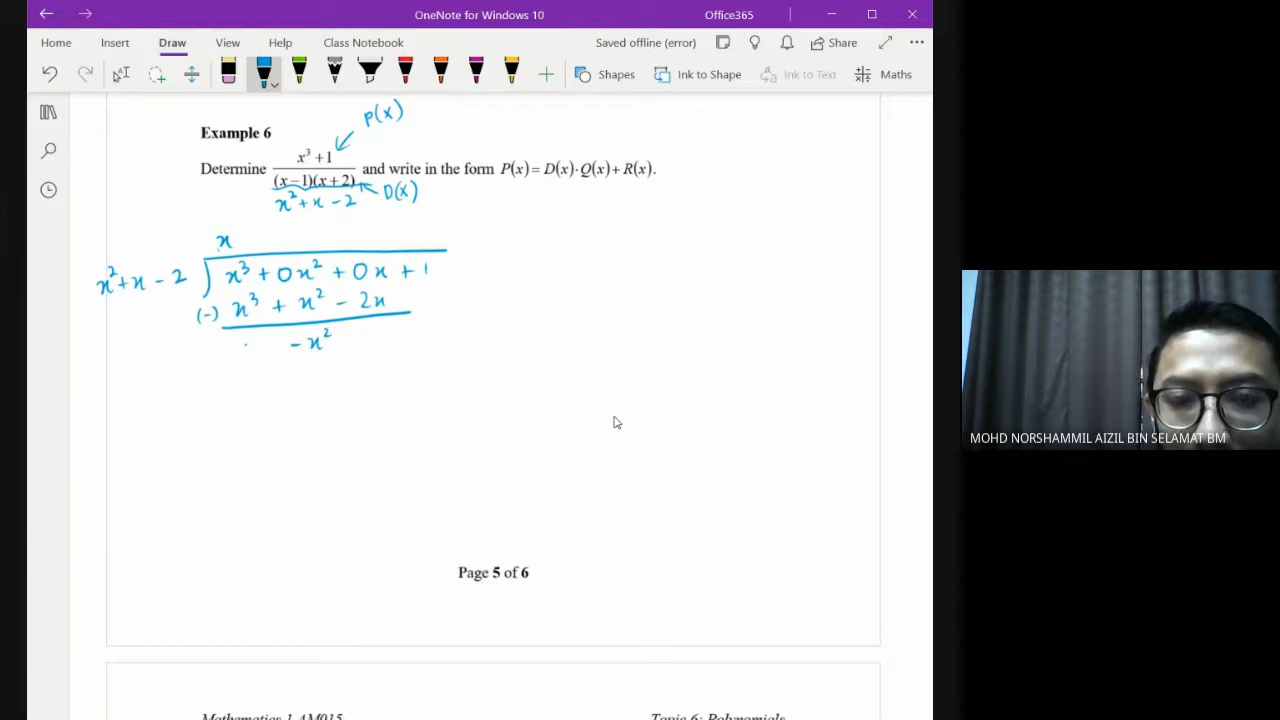 OneNote for Windows 10
Office365
Home Insert Draw View Help Class Notebook
Saved offline (error)
Share
Shapes
Ink to Shape
Ink to Text
Maths
p(x)
Example 6
Determine (x³ + 1)/((x – 1)(x + 2)) and write in the form P(x) = D(x)·Q(x) + R(x).
D(x)
x² + x − 2
x
x² + x − 2 ) x³ + 0x² + 0x + 1
(−) x³ + x² − 2x
− x²
Page 5 of 6
Mathematics 1 AM015
Topic 6: Polynomials
MOHD NORSHAMMIL AIZIL BIN SELAMAT BM